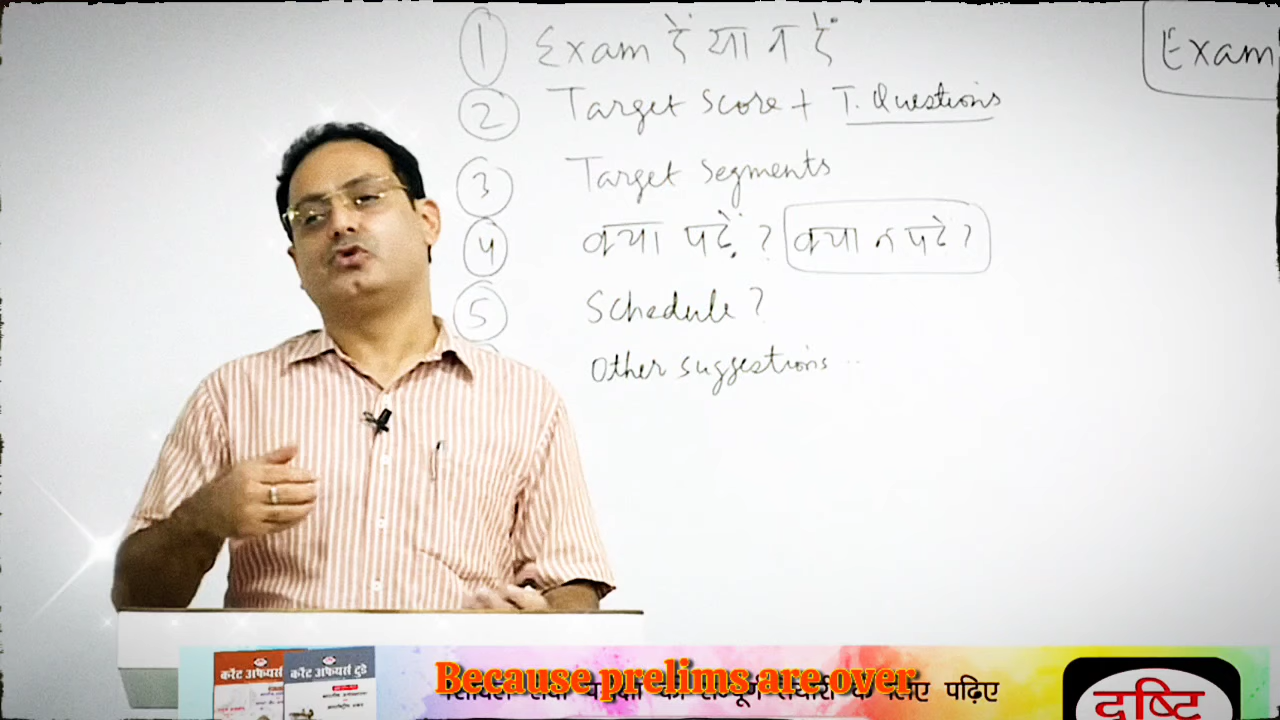 1 Exam दें या न दें
Exam
2 Target Score + T. Questions
3 Target Segments
4 क्या पढ़ें? क्या न पढ़ें?
5 Schedule?
Other suggestions ..
करेंट अफेयर्स
करेंट अफेयर्स टुडे
Because prelims are over
लिए पढ़िए
दृष्टि